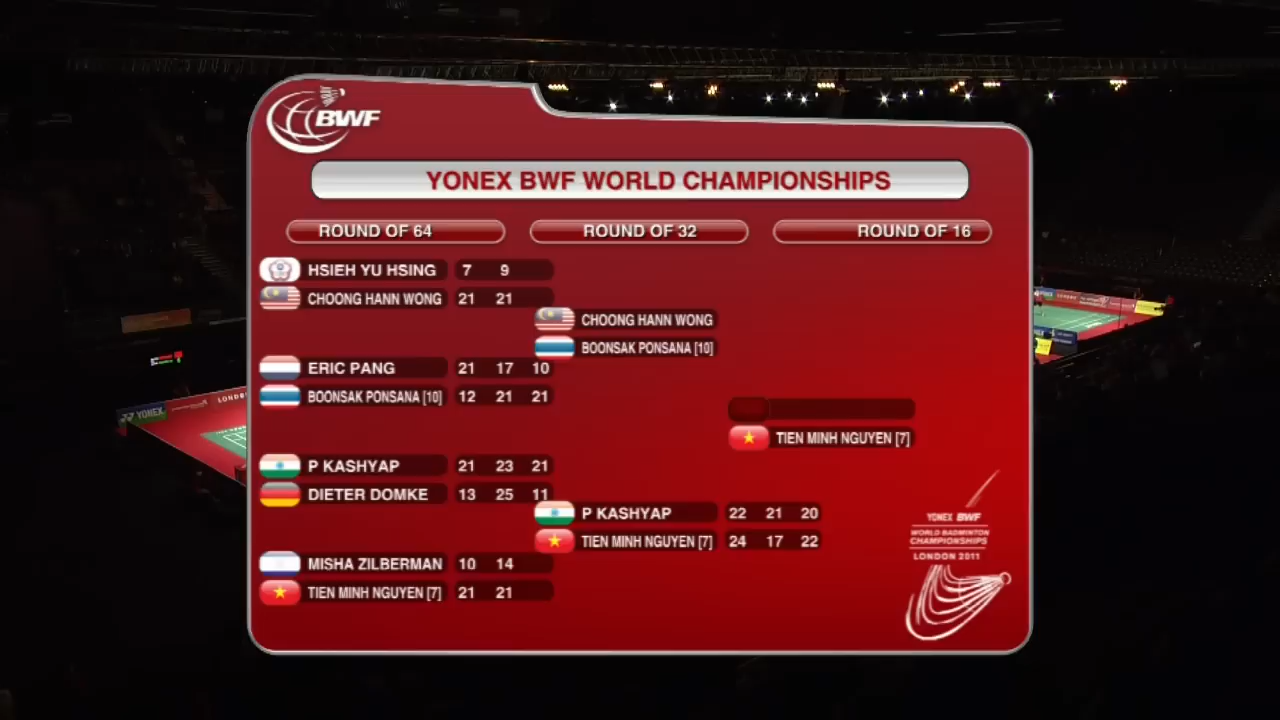 BWF
YONEX BWF WORLD CHAMPIONSHIPS
ROUND OF 64
ROUND OF 32
ROUND OF 16
HSIEH YU HSING 7 9
CHOONG HANN WONG 21 21
CHOONG HANN WONG
BOONSAK PONSANA [10]
ERIC PANG 21 17 10
BOONSAK PONSANA [10] 12 21 21
TIEN MINH NGUYEN [7]
P KASHYAP 21 23 21
DIETER DOMKE 13 25 11
P KASHYAP 22 21 20
TIEN MINH NGUYEN [7] 24 17 22
MISHA ZILBERMAN 10 14
TIEN MINH NGUYEN [7] 21 21
YONEX BWF
WORLD BADMINTON
CHAMPIONSHIPS
LONDON 2011
YONEX